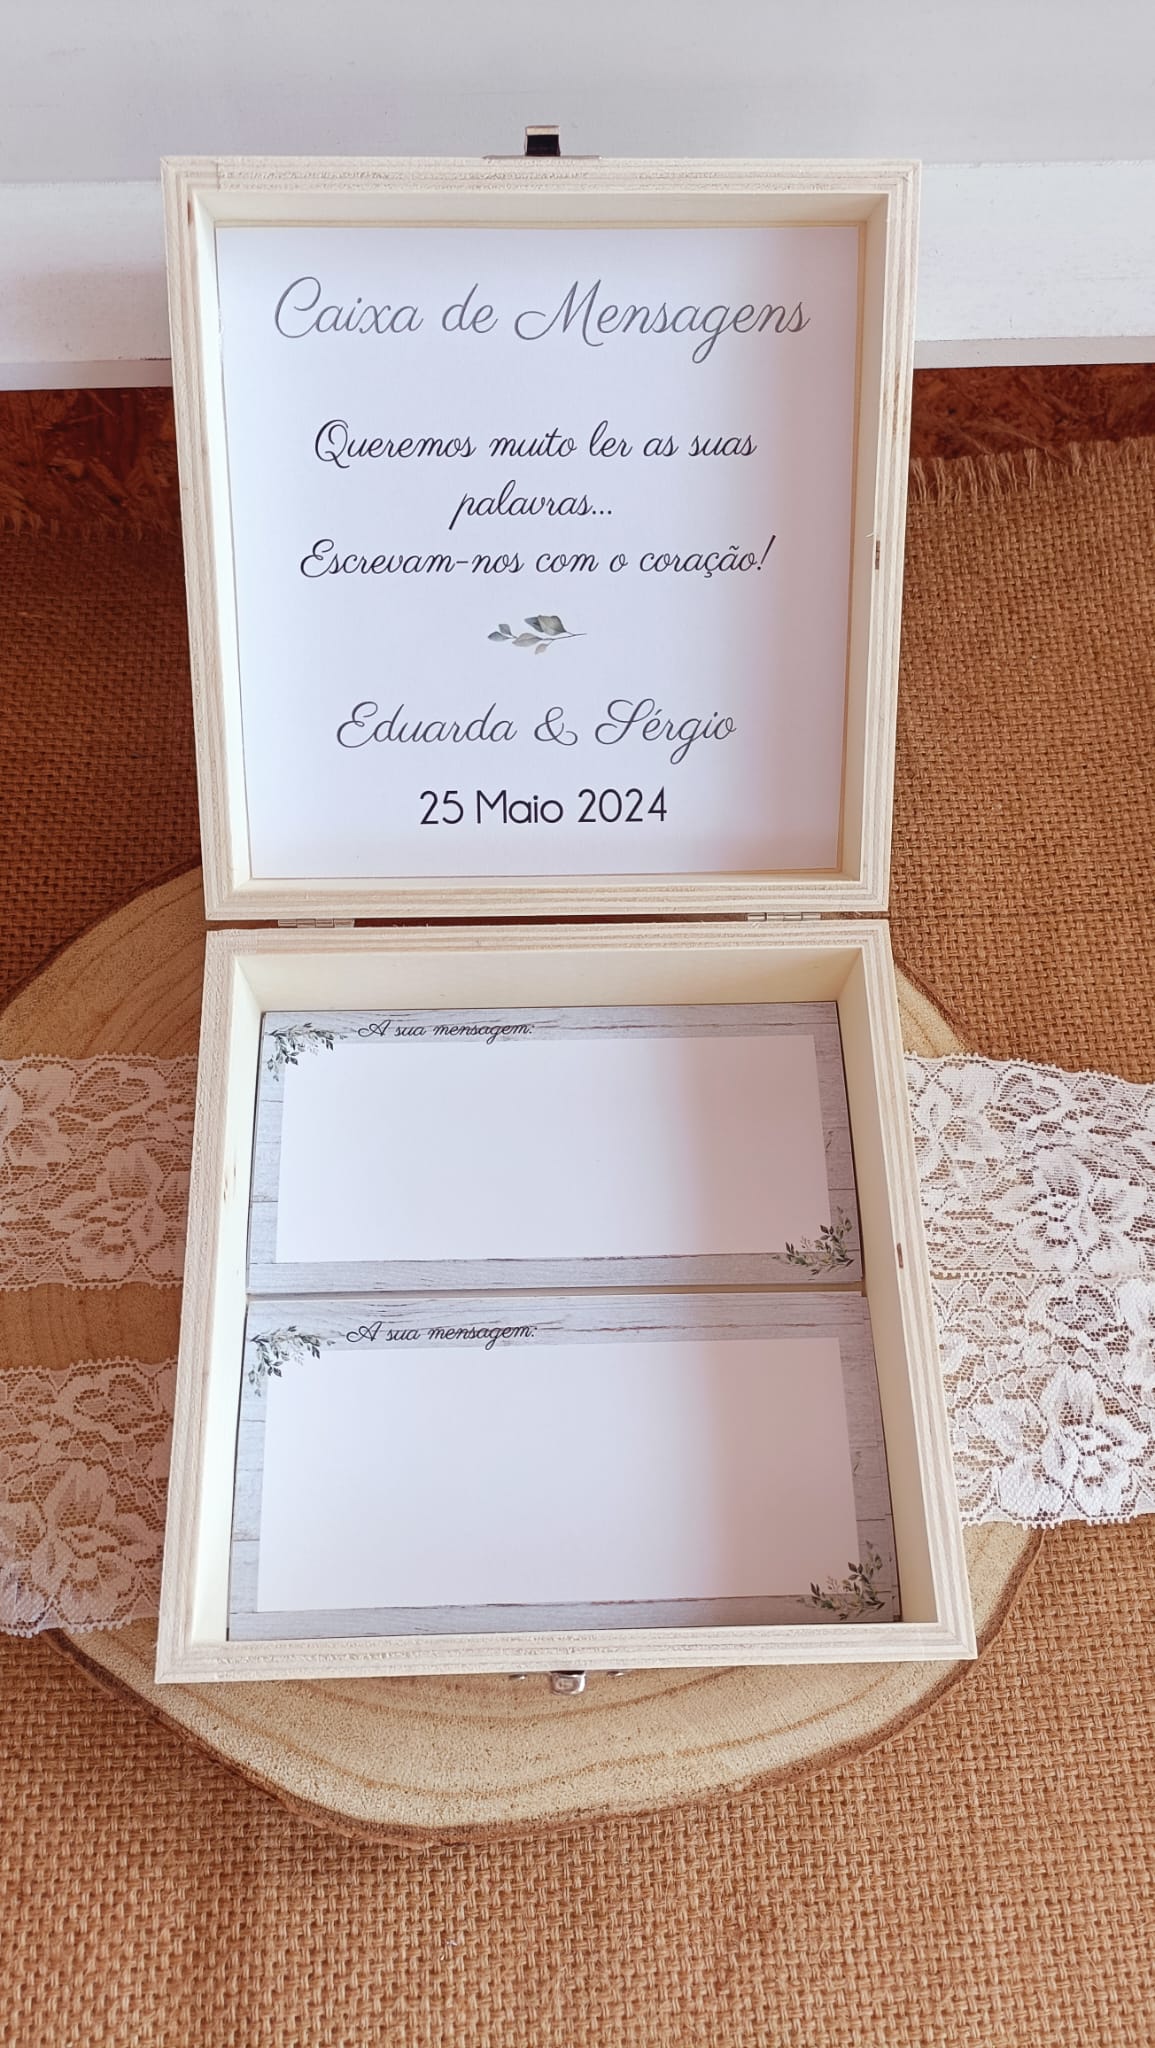 Caixa de Mensagens
Queremos muito ler as suas
palavras...
Escrevam-nos com o coração!
Eduarda & Sérgio
25 Maio 2024
A sua mensagem:
A sua mensagem: